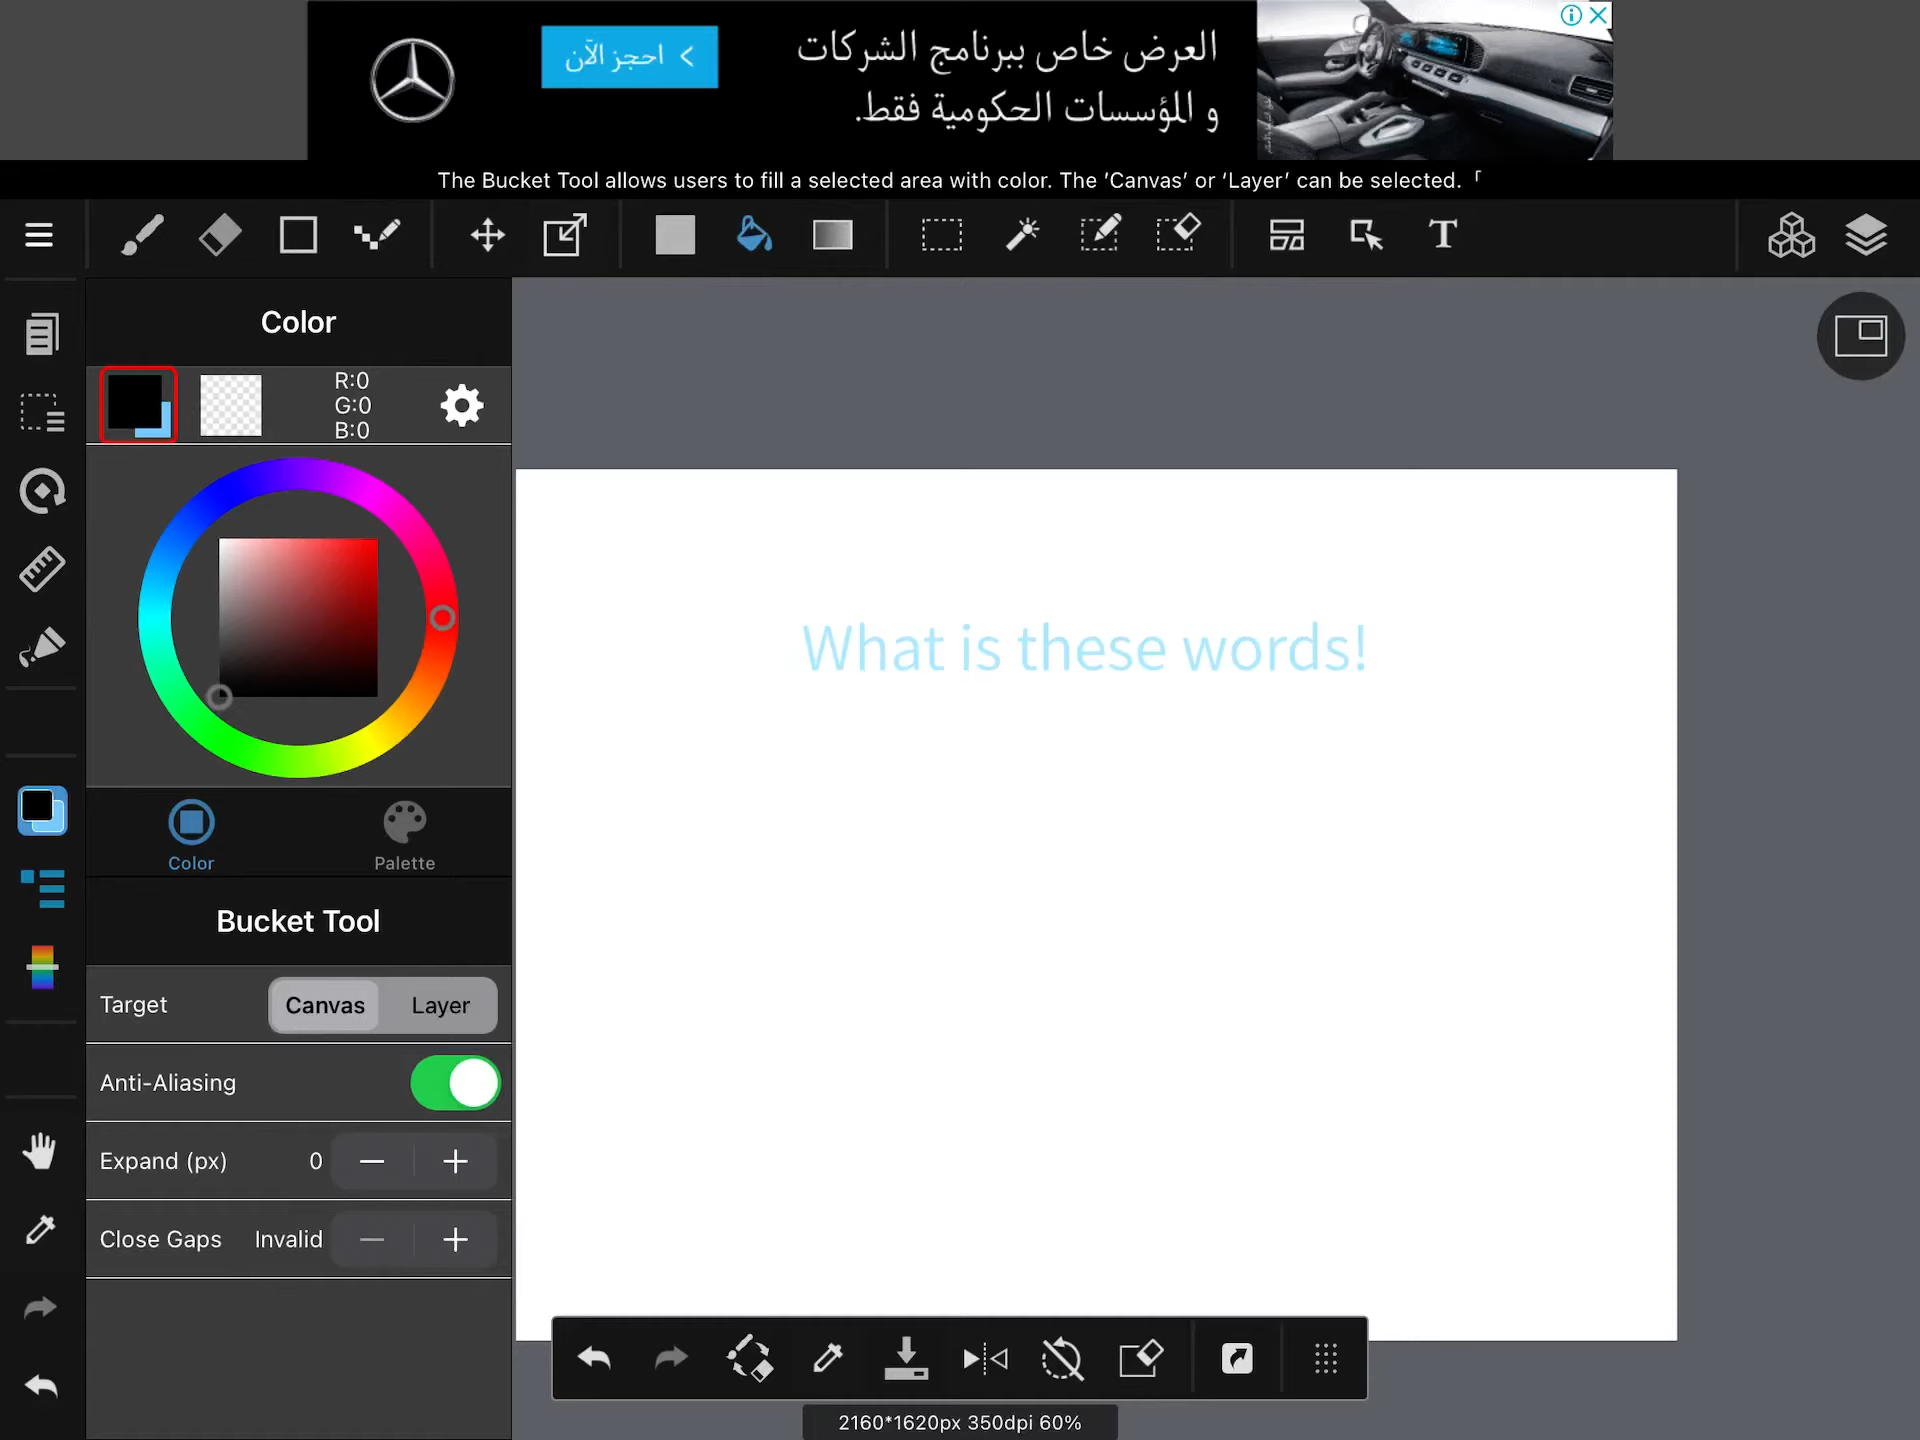 العرض خاص ببرنامج الشركات
و المؤسسات الحكومية فقط.
احجز الآن >
The Bucket Tool allows users to fill a selected area with color. The 'Canvas' or 'Layer' can be selected. 「
T
Color
R:0
G:0
B:0
Color
Palette
Bucket Tool
Target
Canvas
Layer
Anti-Aliasing
Expand (px)
0
Close Gaps
Invalid
What is these words!
2160*1620px 350dpi 60%